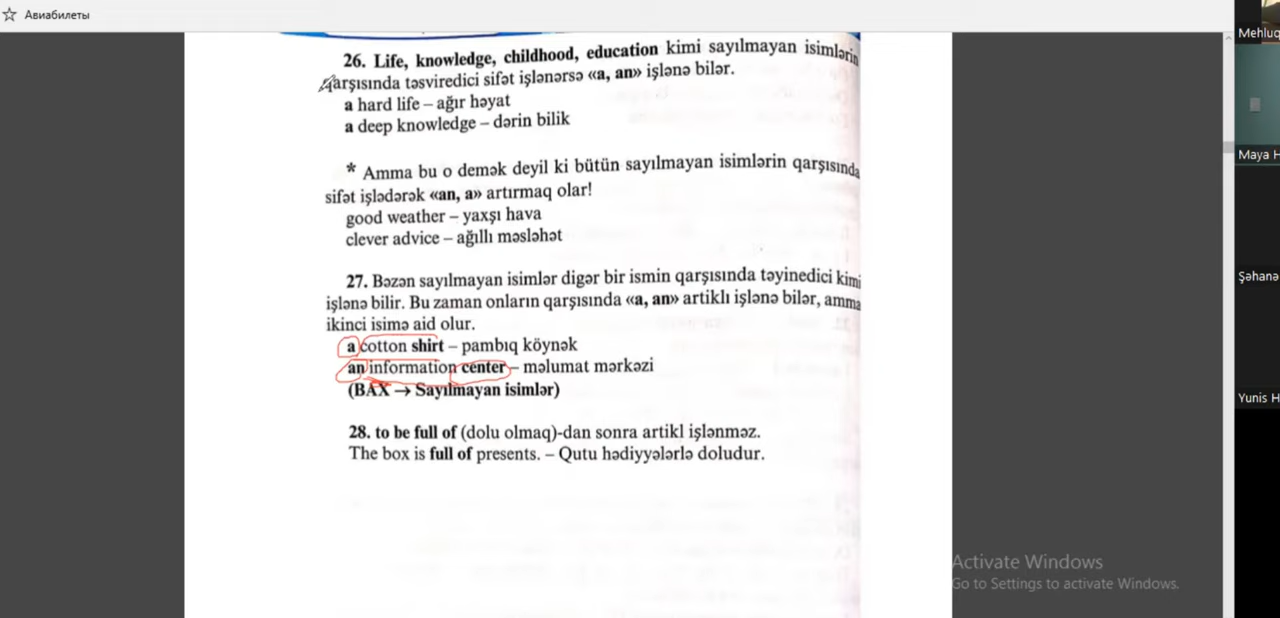 Авиабилеты
Mehluq
26. Life, knowledge, childhood, education kimi sayılmayan isimlərin
qarşısında təsviredici sifət işlənərsə «a, an» işlənə bilər.
a hard life – ağır həyat
a deep knowledge – dərin bilik
Maya H
* Amma bu o demək deyil ki bütün sayılmayan isimlərin qarşısında
sifət işlədərək «an, a» artırmaq olar!
good weather – yaxşı hava
clever advice – ağıllı məsləhət
Şəhanə
27. Bəzən sayılmayan isimlər digər bir ismin qarşısında təyinedici kimi
işlənə bilir. Bu zaman onların qarşısında «a, an» artiklı işlənə bilər, amma
ikinci isimə aid olur.
a cotton shirt – pambıq köynək
an information center – məlumat mərkəzi
(BAX → Sayılmayan isimlər)
Yunis H
28. to be full of (dolu olmaq)-dan sonra artikl işlənməz.
The box is full of presents. – Qutu hədiyyələrlə doludur.
Activate Windows
Go to Settings to activate Windows.